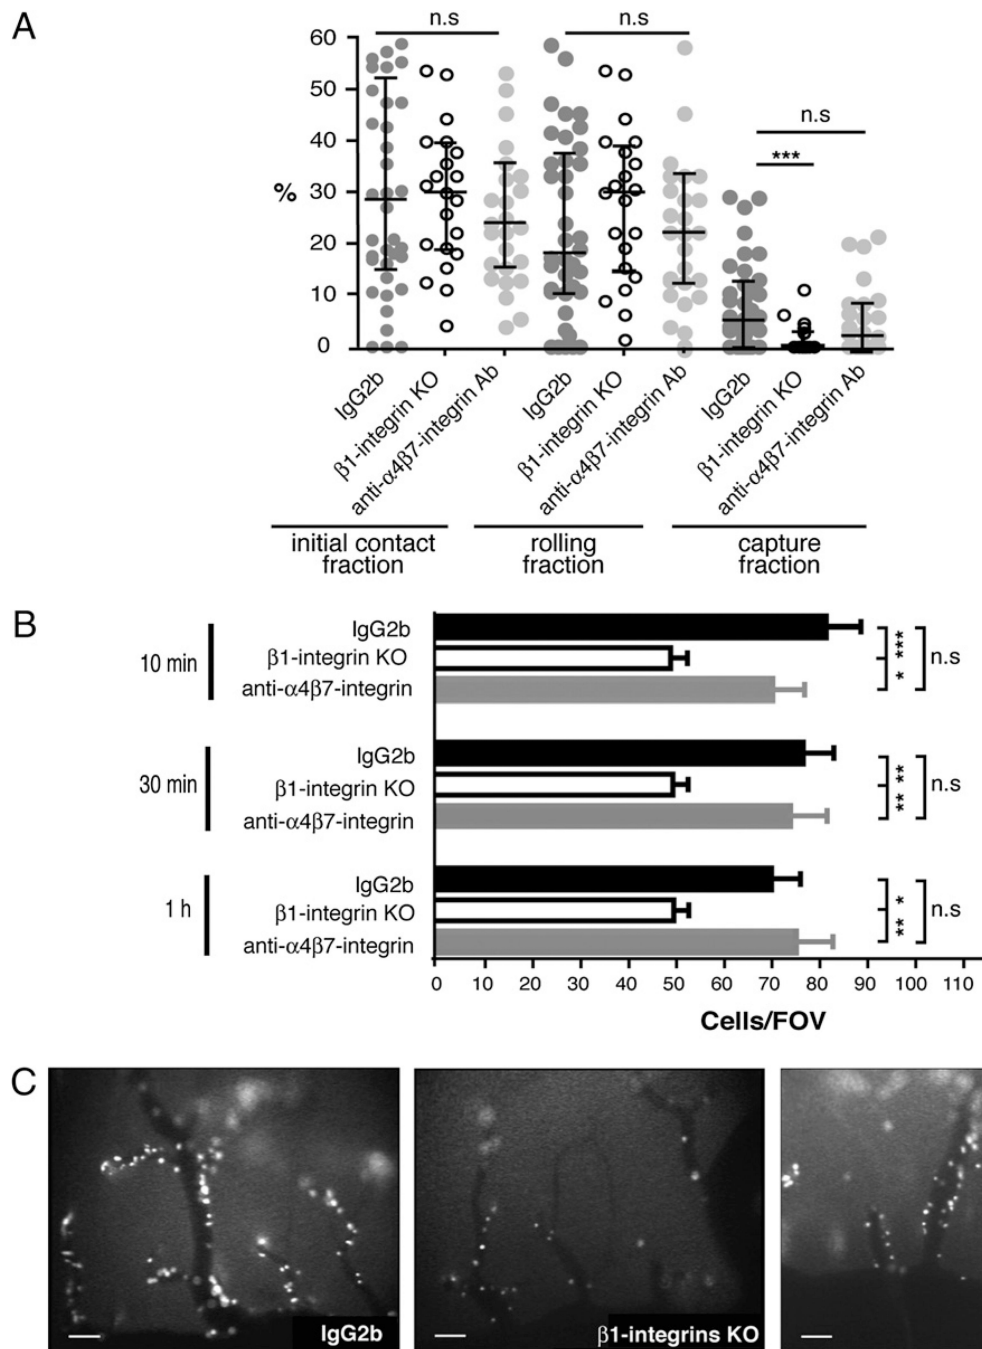 A
n.s
n.s
n.s
***
60
50
40
30
20
10
0
%
IgG2b
β1-integrin KO
anti-α4β7-integrin Ab
IgG2b
β1-integrin KO
anti-α4β7-integrin Ab
IgG2b
β1-integrin KO
anti-α4β7-integrin Ab
initial contact
fraction
rolling
fraction
capture
fraction
B
10 min
IgG2b
β1-integrin KO
anti-α4β7-integrin
* ***
n.s
30 min
IgG2b
β1-integrin KO
anti-α4β7-integrin
** **
n.s
1 h
IgG2b
β1-integrin KO
anti-α4β7-integrin
** *
n.s
0 10 20 30 40 50 60 70 80 90 100 110
Cells/FOV
C
IgG2b
β1-integrins KO